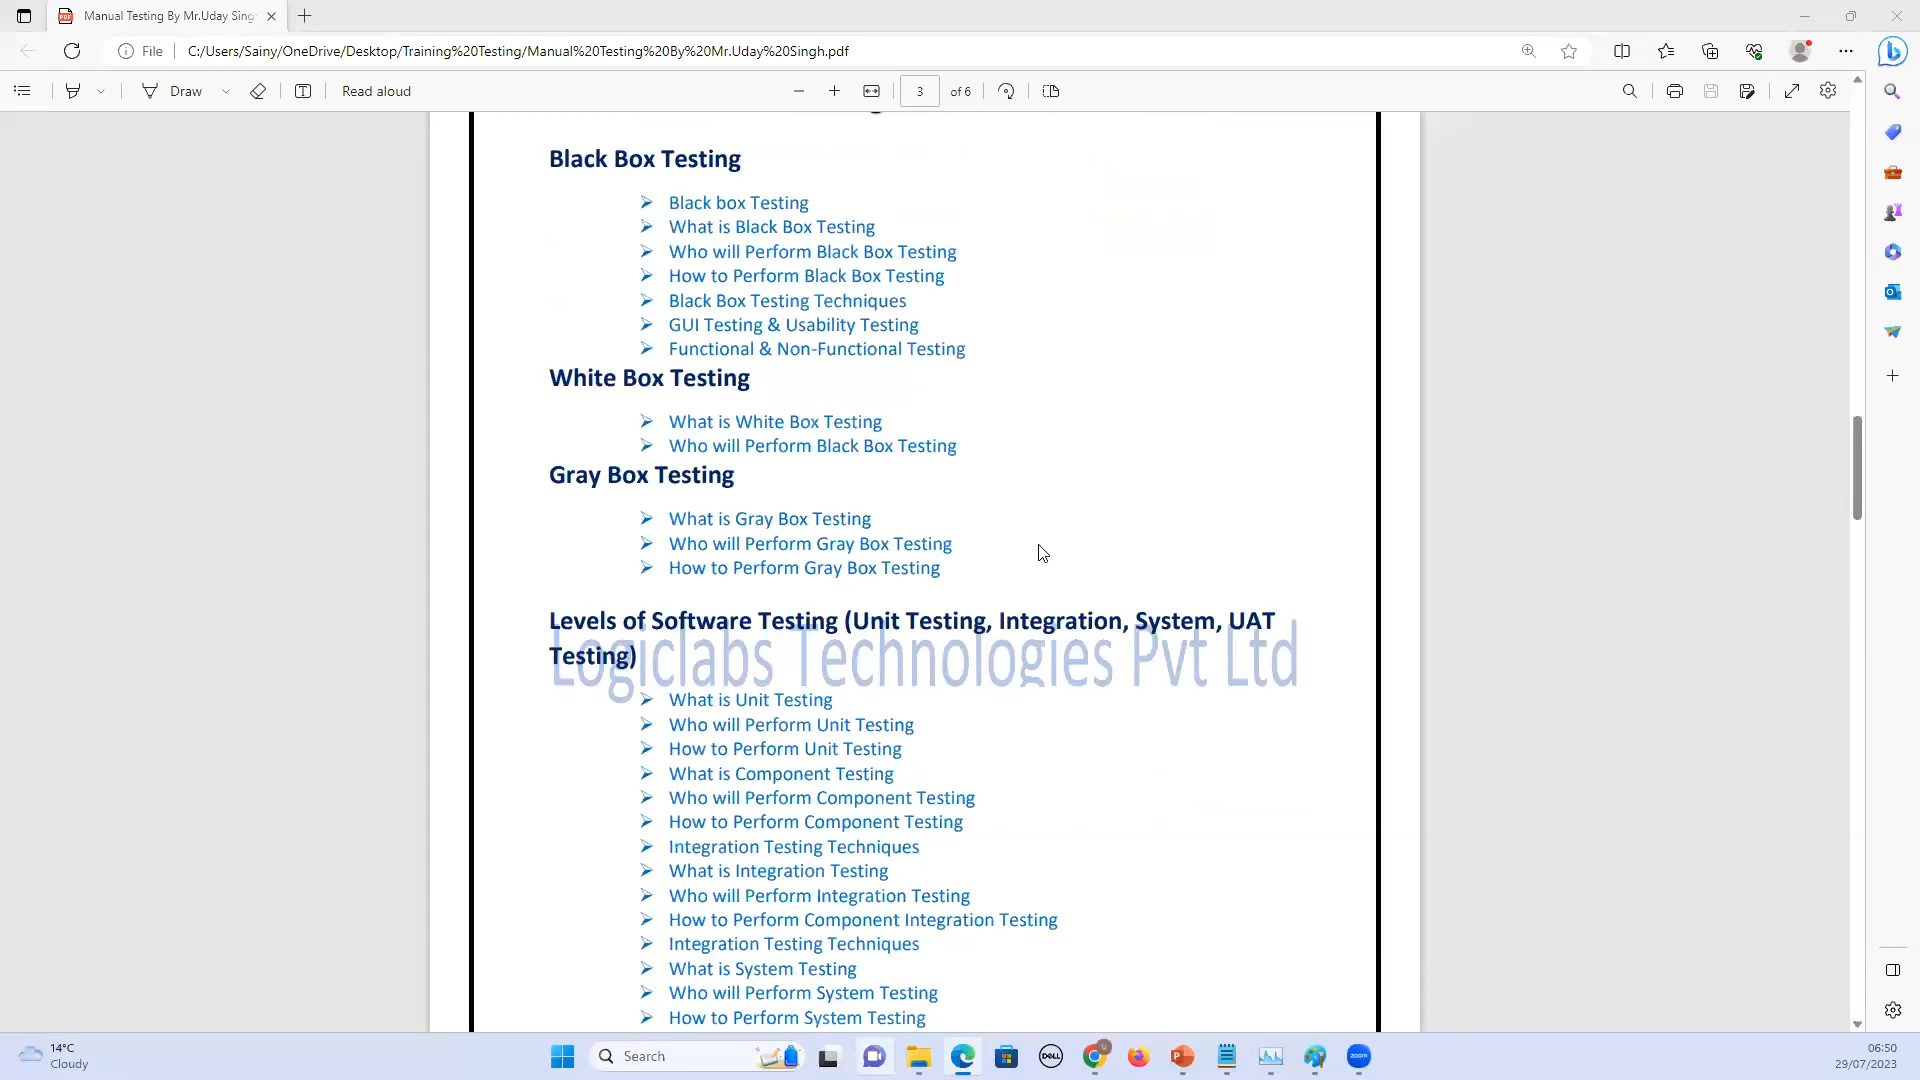 Manual Testing By Mr.Uday Sing
File
C:/Users/Sainy/OneDrive/Desktop/Training%20Testing/Manual%20Testing%20By%20Mr.Uday%20Singh.pdf
Draw
Read aloud
3
of 6
Black Box Testing
Black box Testing
What is Black Box Testing
Who will Perform Black Box Testing
How to Perform Black Box Testing
Black Box Testing Techniques
GUI Testing & Usability Testing
Functional & Non-Functional Testing
White Box Testing
What is White Box Testing
Who will Perform Black Box Testing
Gray Box Testing
What is Gray Box Testing
Who will Perform Gray Box Testing
How to Perform Gray Box Testing
Levels of Software Testing (Unit Testing, Integration, System, UAT
Testing)
Logiclabs Technologies Pvt Ltd
What is Unit Testing
Who will Perform Unit Testing
How to Perform Unit Testing
What is Component Testing
Who will Perform Component Testing
How to Perform Component Testing
Integration Testing Techniques
What is Integration Testing
Who will Perform Integration Testing
How to Perform Component Integration Testing
Integration Testing Techniques
What is System Testing
Who will Perform System Testing
How to Perform System Testing
14°C
Cloudy
Search
DELL
zoom
06:50
29/07/2023